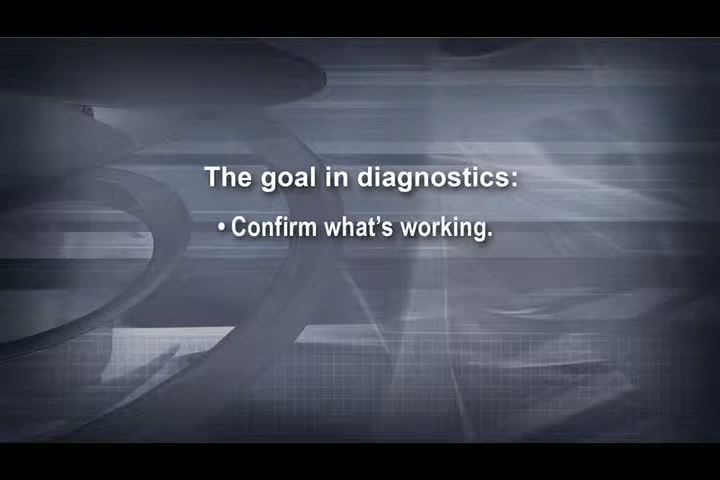 The goal in diagnostics:
• Confirm what’s working.